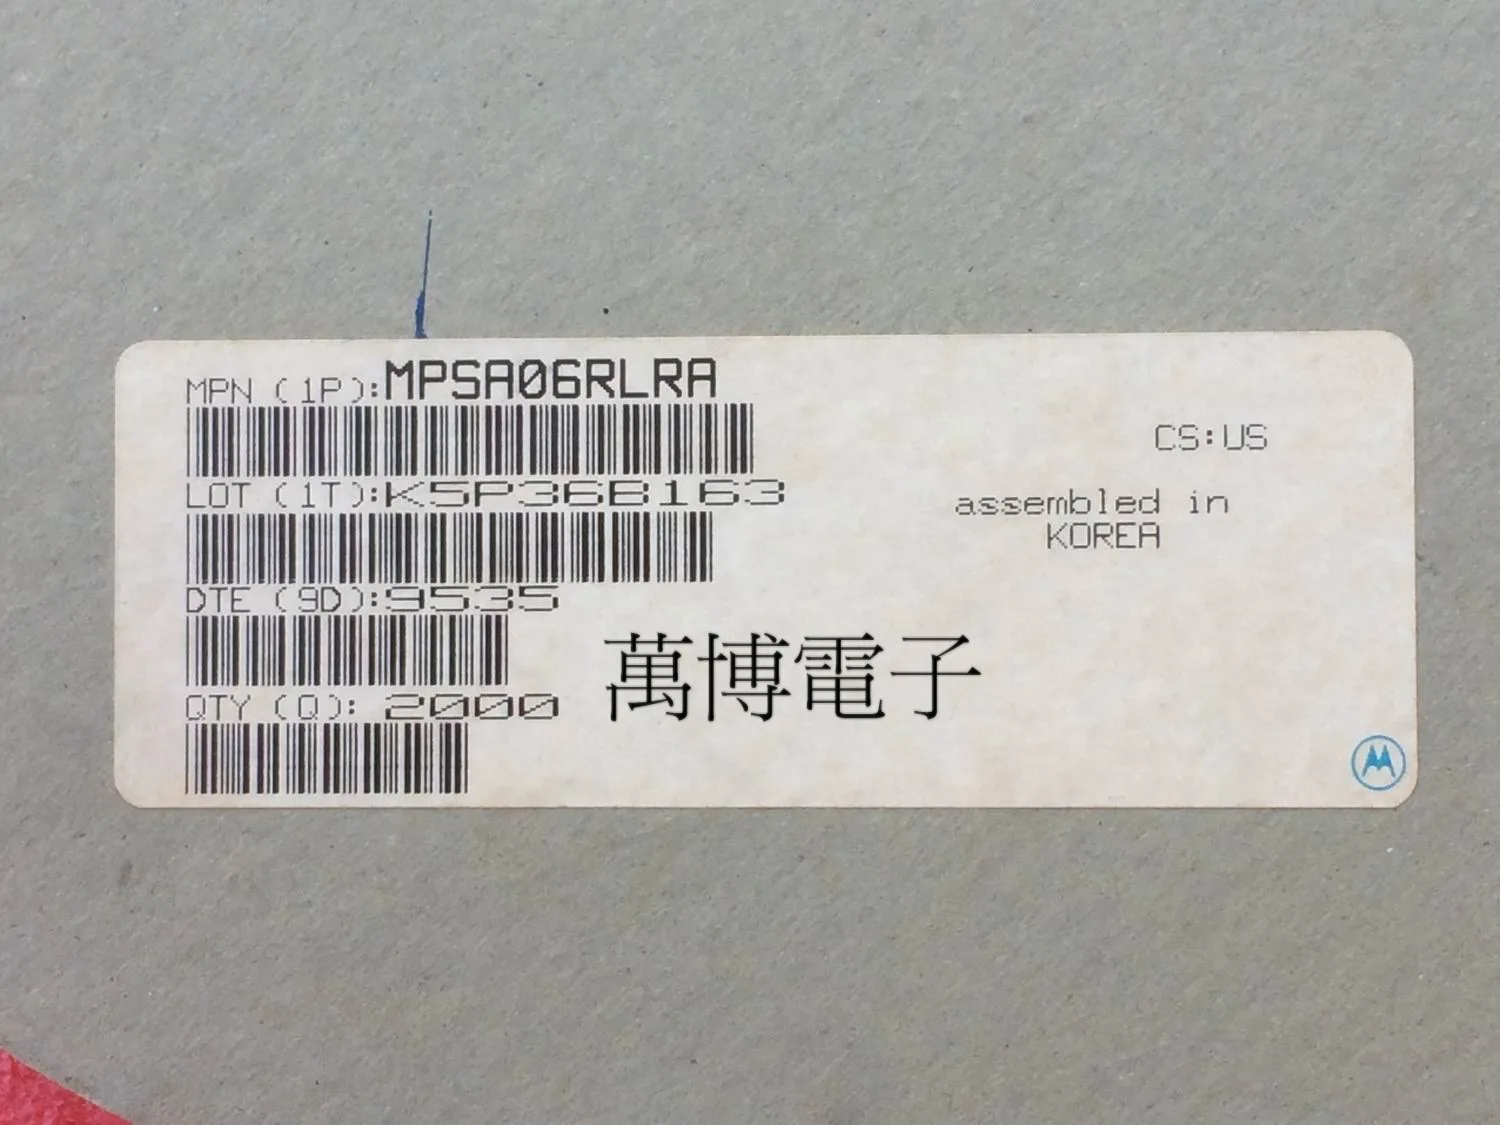 MPN (1P):MPSA06RLRA
CS:US
LOT (1T):K5P36B163
assembled in
KOREA
DTE (9D):9535
萬博電子
QTY (Q): 2000